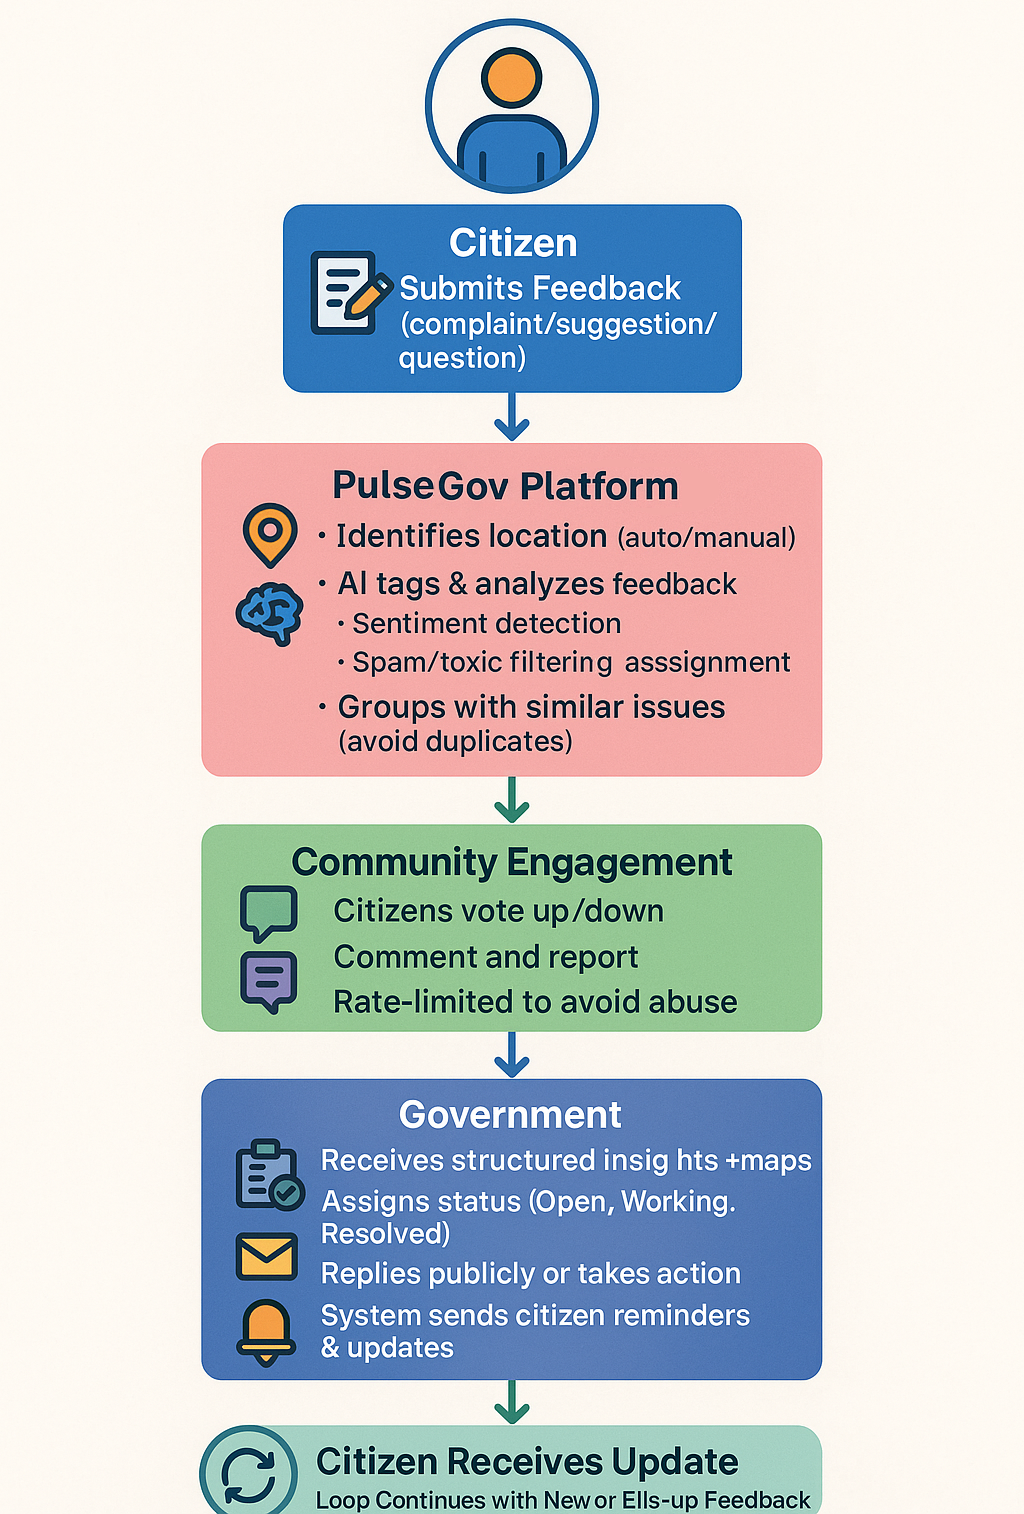 Citizen
Submits Feedback
(complaint/suggestion/
question)
PulseGov Platform
• Identifies location (auto/manual)
• AI tags & analyzes feedback
• Sentiment detection
• Spam/toxic filtering asssignment
• Groups with similar issues
(avoid duplicates)
Community Engagement
Citizens vote up/down
Comment and report
Rate-limited to avoid abuse
Government
Receives structured insig hts +maps
Assigns status (Open, Working.
Resolved)
Replies publicly or takes action
System sends citizen reminders
& updates
Citizen Receives Update
Loop Continues with New or Ells-up Feedback